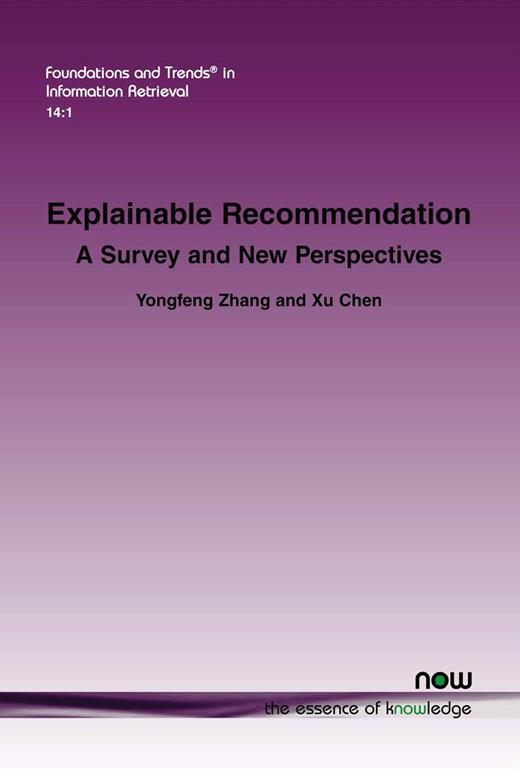 Foundations and Trends® in
Information Retrieval
14:1
Explainable Recommendation
A Survey and New Perspectives
Yongfeng Zhang and Xu Chen
now
the essence of knowledge